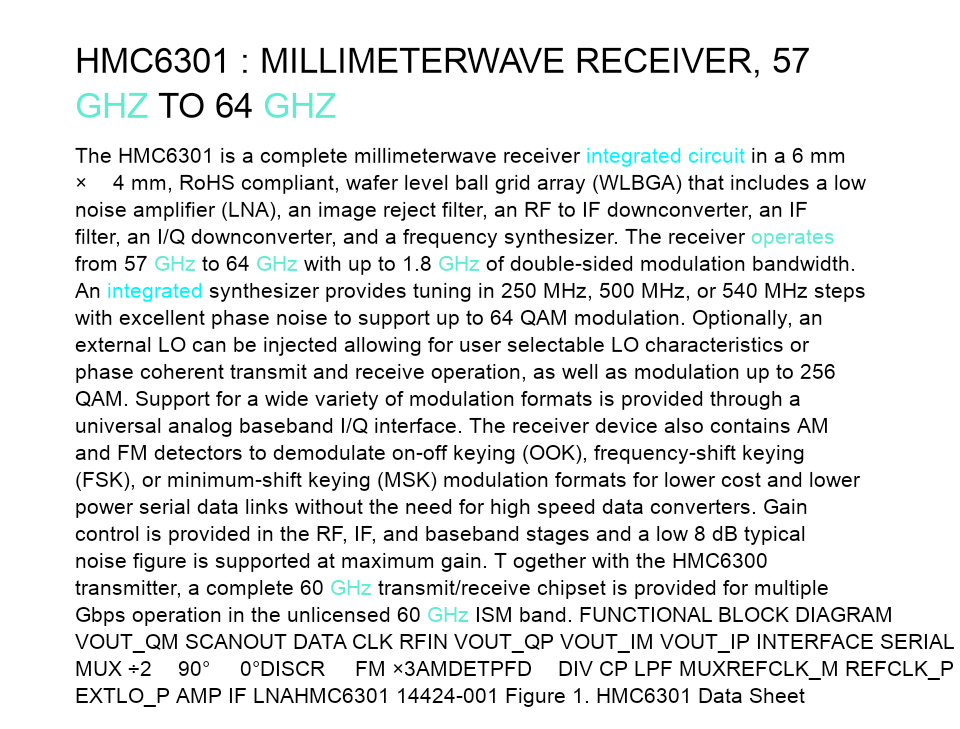 HMC6301 : MILLIMETERWAVE RECEIVER, 57
GHZ TO 64 GHZ
The HMC6301 is a complete millimeterwave receiver integrated circuit in a 6 mm
× 4 mm, RoHS compliant, wafer level ball grid array (WLBGA) that includes a low
noise amplifier (LNA), an image reject filter, an RF to IF downconverter, an IF
filter, an I/Q downconverter, and a frequency synthesizer. The receiver operates
from 57 GHz to 64 GHz with up to 1.8 GHz of double-sided modulation bandwidth.
An integrated synthesizer provides tuning in 250 MHz, 500 MHz, or 540 MHz steps
with excellent phase noise to support up to 64 QAM modulation. Optionally, an
external LO can be injected allowing for user selectable LO characteristics or
phase coherent transmit and receive operation, as well as modulation up to 256
QAM. Support for a wide variety of modulation formats is provided through a
universal analog baseband I/Q interface. The receiver device also contains AM
and FM detectors to demodulate on-off keying (OOK), frequency-shift keying
(FSK), or minimum-shift keying (MSK) modulation formats for lower cost and lower
power serial data links without the need for high speed data converters. Gain
control is provided in the RF, IF, and baseband stages and a low 8 dB typical
noise figure is supported at maximum gain. T ogether with the HMC6300
transmitter, a complete 60 GHz transmit/receive chipset is provided for multiple
Gbps operation in the unlicensed 60 GHz ISM band. FUNCTIONAL BLOCK DIAGRAM
VOUT_QM SCANOUT DATA CLK RFIN VOUT_QP VOUT_IM VOUT_IP INTERFACE SERIAL
MUX ÷2 90° 0°DISCR FM ×3AMDETPFD DIV CP LPF MUXREFCLK_M REFCLK_P
EXTLO_P AMP IF LNAHMC6301 14424-001 Figure 1. HMC6301 Data Sheet